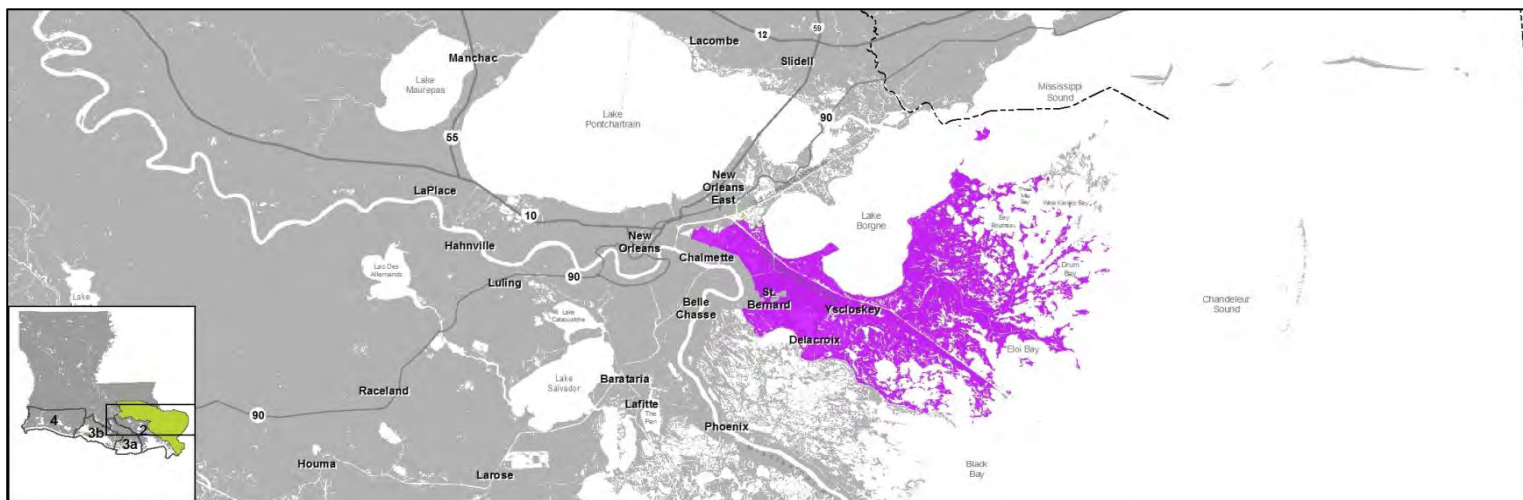 59
Lacombe
12
Manchac
Slidell
Lake
Maurepas
Mississippi
Sound
Lake
Pontchartrain
90
55
New
Orleans
East
LaPlace
10
Lake
Borgne
Hahnville
New
Orleans
Chalmette
Drum
Bay
Lac Des
Allemands
90
Luling
St.
Bernard
Yscloskey
Belle
Chasse
Chandeleur
Sound
Lake
Cataouatche
Delacroix
Eloi Bay
Lake
Salvador
Barataria
Raceland
Lafitte
The
Pen
90
Phoenix
Houma
Larose
Black
Bay
Lake
4
3b
2
3a